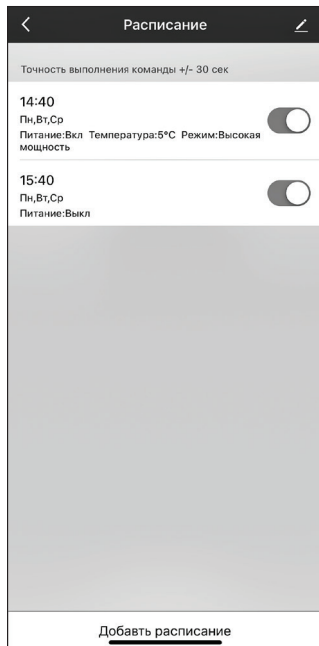 Расписание
Точность выполнения команды +/- 30 сек
14:40
Пн,Вт,Ср
Питание:Вкл Температура:5°C Режим:Высокая
мощность
15:40
Пн,Вт,Ср
Питание:Выкл
Добавть расписание